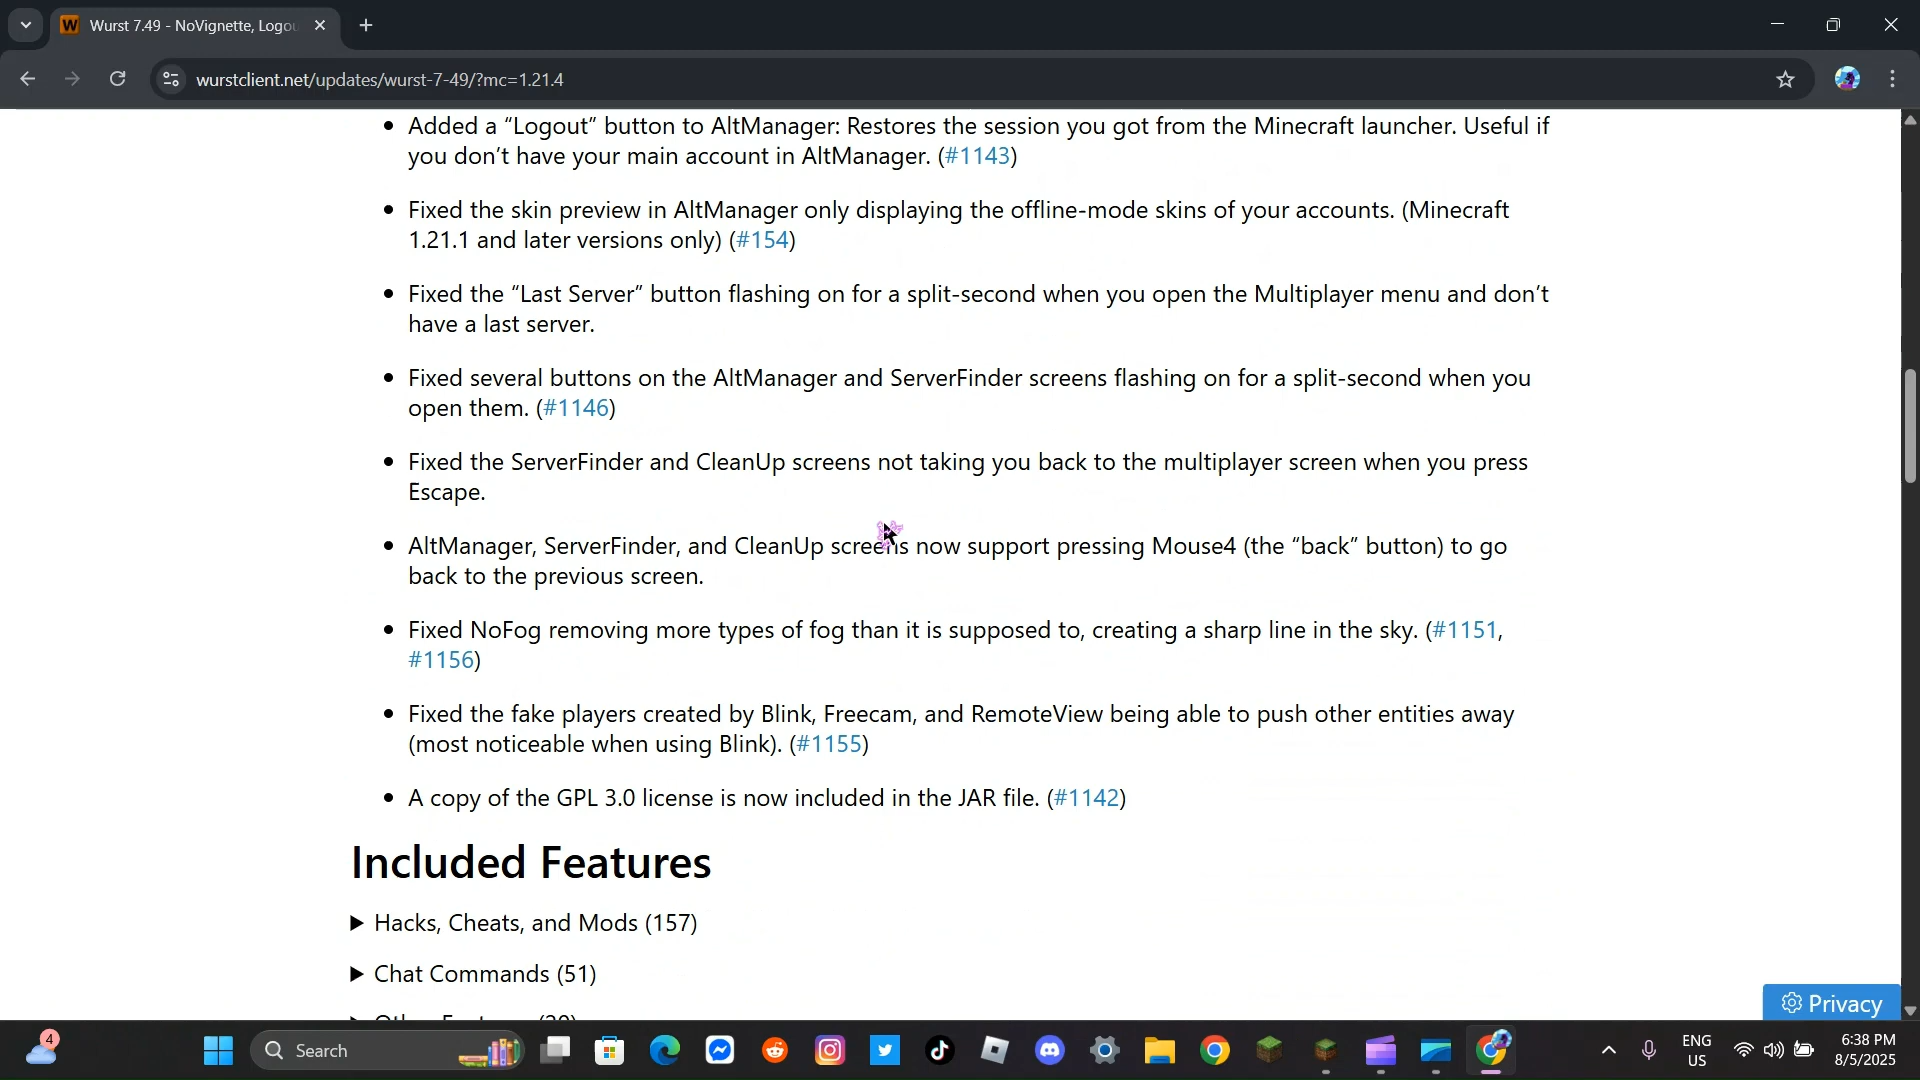 Wurst 7.49 - NoVignette, Logou
wurstclient.net/updates/wurst-7-49/?mc=1.21.4
• Added a “Logout” button to AltManager: Restores the session you got from the Minecraft launcher. Useful if
you don’t have your main account in AltManager. (#1143)
• Fixed the skin preview in AltManager only displaying the offline-mode skins of your accounts. (Minecraft
1.21.1 and later versions only) (#154)
• Fixed the “Last Server” button flashing on for a split-second when you open the Multiplayer menu and don’t
have a last server.
• Fixed several buttons on the AltManager and ServerFinder screens flashing on for a split-second when you
open them. (#1146)
• Fixed the ServerFinder and CleanUp screens not taking you back to the multiplayer screen when you press
Escape.
• AltManager, ServerFinder, and CleanUp screens now support pressing Mouse4 (the “back” button) to go
back to the previous screen.
• Fixed NoFog removing more types of fog than it is supposed to, creating a sharp line in the sky. (#1151,
#1156)
• Fixed the fake players created by Blink, Freecam, and RemoteView being able to push other entities away
(most noticeable when using Blink). (#1155)
• A copy of the GPL 3.0 license is now included in the JAR file. (#1142)
Included Features
▶ Hacks, Cheats, and Mods (157)
▶ Chat Commands (51)
Privacy
4
Search
ENG
US
6:38 PM
8/5/2025